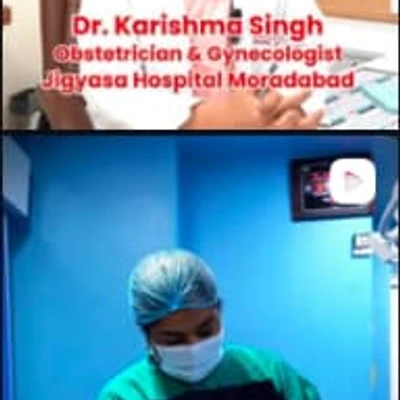 Dr. Karishma Singh
Obstetrician & Gynecologist
Jigyasa Hospital Moradabad